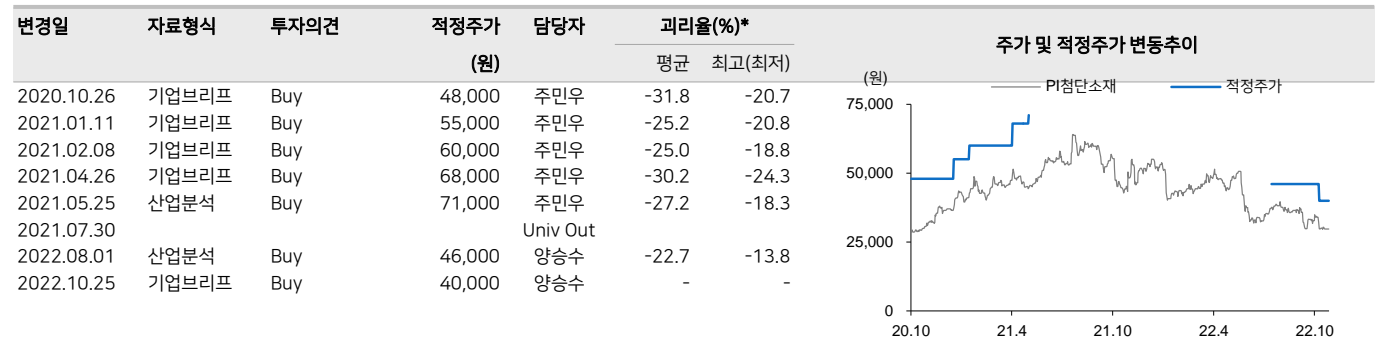 변경일 자료형식 투자의견 적정주가 담당자 괴리율(%)* 주가 및 적정주가 변동추이
(원) 평균 최고(최저)
2020.10.26 기업브리프 Buy 48,000 주민우 -31.8 -20.7
2021.01.11 기업브리프 Buy 55,000 주민우 -25.2 -20.8
2021.02.08 기업브리프 Buy 60,000 주민우 -25.0 -18.8
2021.04.26 기업브리프 Buy 68,000 주민우 -30.2 -24.3
2021.05.25 산업분석 Buy 71,000 주민우 -27.2 -18.3
2021.07.30 Univ Out
2022.08.01 산업분석 Buy 46,000 양승수 -22.7 -13.8
2022.10.25 기업브리프 Buy 40,000 양승수 - -
(원)
PI첨단소재 적정주가
75,000
50,000
25,000
0
20.10 21.4 21.10 22.4 22.10